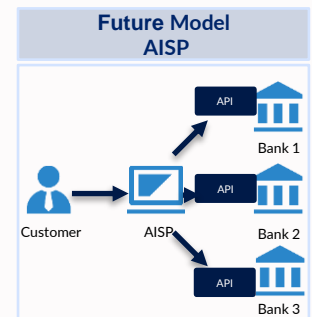 Future Model
AISP
API
Bank 1
API
Customer
AISP
Bank 2
API
Bank 3